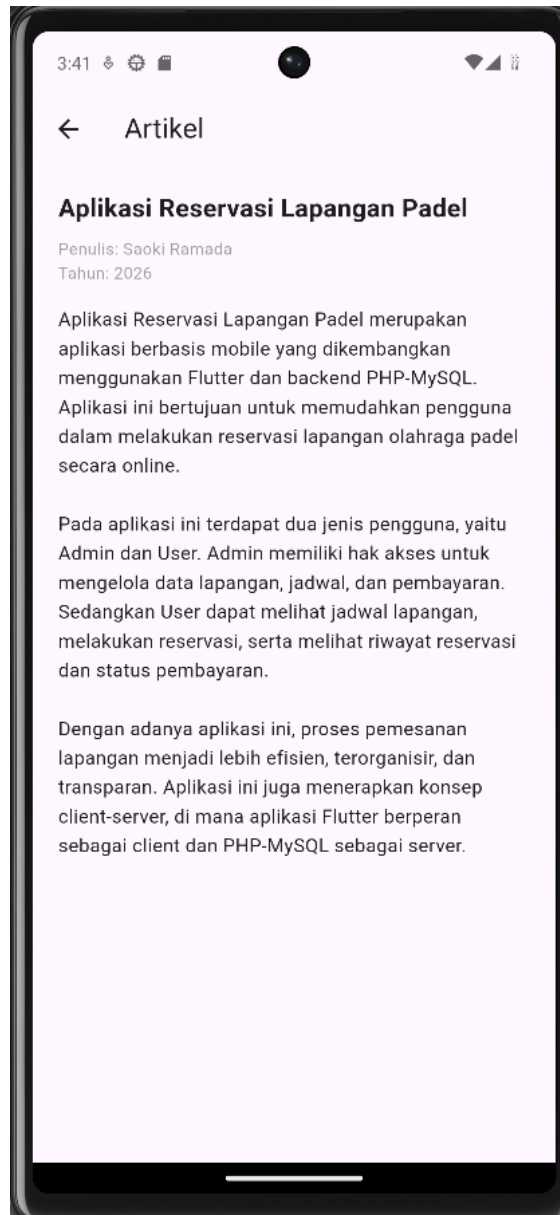 3:41
Artikel
Aplikasi Reservasi Lapangan Padel
Penulis: Saoki Ramada
Tahun: 2026
Aplikasi Reservasi Lapangan Padel merupakan
aplikasi berbasis mobile yang dikembangkan
menggunakan Flutter dan backend PHP-MySQL.
Aplikasi ini bertujuan untuk memudahkan pengguna
dalam melakukan reservasi lapangan olahraga padel
secara online.
Pada aplikasi ini terdapat dua jenis pengguna, yaitu
Admin dan User. Admin memiliki hak akses untuk
mengelola data lapangan, jadwal, dan pembayaran.
Sedangkan User dapat melihat jadwal lapangan,
melakukan reservasi, serta melihat riwayat reservasi
dan status pembayaran.
Dengan adanya aplikasi ini, proses pemesanan
lapangan menjadi lebih efisien, terorganisir, dan
transparan. Aplikasi ini juga menerapkan konsep
client-server, di mana aplikasi Flutter berperan
sebagai client dan PHP-MySQL sebagai server.